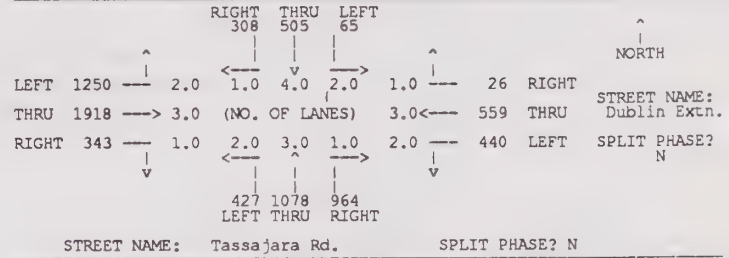 RIGHT THRU LEFT
308 505 65
^
| | | ^ ^ |
| | | | | | NORTH
LEFT 1250 --- 2.0 <--- v ---> 1.0 4.0 2.0 1.0 --- 26 RIGHT
STREET NAME:
THRU 1918 ---> 3.0 (NO. OF LANES) 3.0<--- 559 THRU Dublin Extn.
RIGHT 343 --- 1.0 2.0 3.0 1.0 2.0 --- 440 LEFT SPLIT PHASE?
| <--- ^ ---> | N
v | | | v
427 1078 964
LEFT THRU RIGHT
STREET NAME: Tassajara Rd. SPLIT PHASE? N